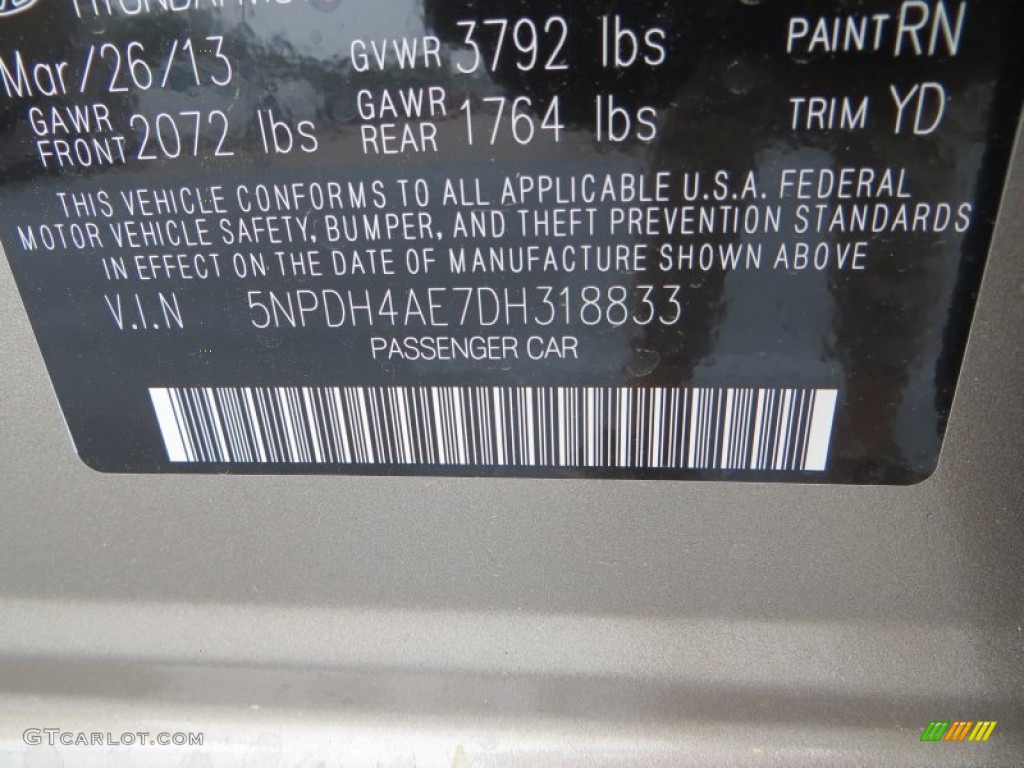 Mar/26/13 GVWR 3792 lbs PAINT RN
GAWR FRONT 2072 lbs GAWR REAR 1764 lbs TRIM YD
THIS VEHICLE CONFORMS TO ALL APPLICABLE U.S.A. FEDERAL
MOTOR VEHICLE SAFETY, BUMPER, AND THEFT PREVENTION STANDARDS
IN EFFECT ON THE DATE OF MANUFACTURE SHOWN ABOVE
V.I.N 5NPDH4AE7DH318833
PASSENGER CAR
GTCARLOT.COM